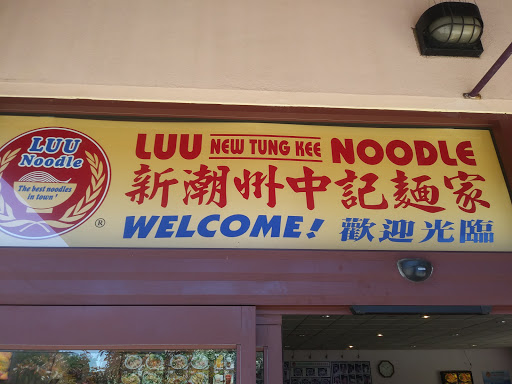 LUU
Noodle
The best noodles
in town
®
LUU NEW TUNG KEE NOODLE
新潮州中記麵家
WELCOME! 歡迎光臨